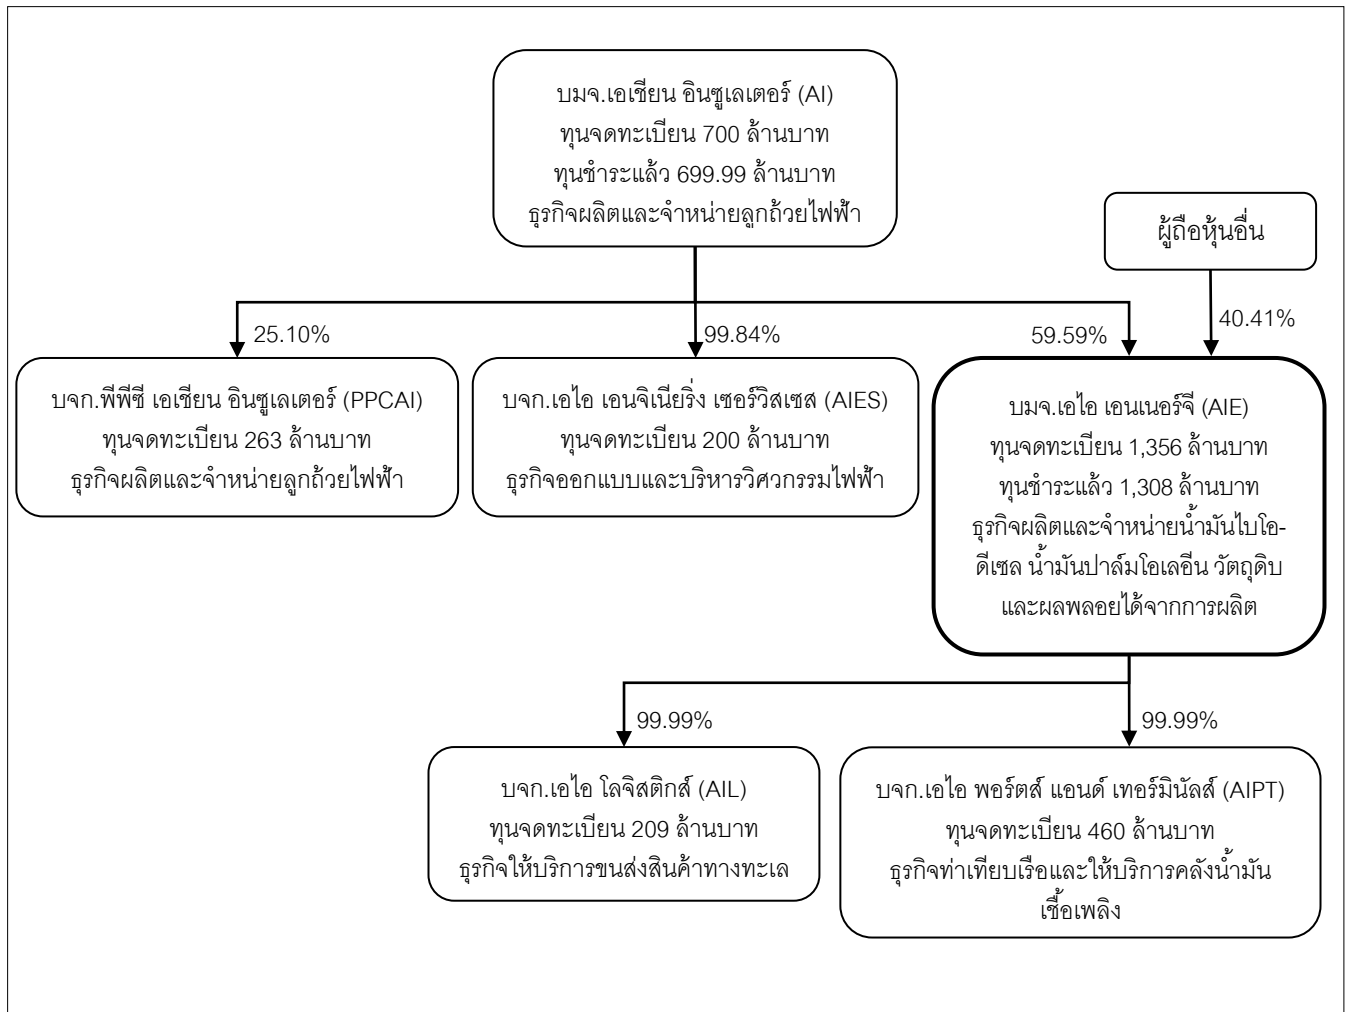 บมจ.เอเชียน อินซูเลเตอร์ (AI)
ทุนจดทะเบียน 700 ล้านบาท
ทุนชำระแล้ว 699.99 ล้านบาท
ธุรกิจผลิตและจำหน่ายลูกถ้วยไฟฟ้า
ผู้ถือหุ้นอื่น
25.10%
99.84%
59.59%
40.41%
บจก.พีพีซี เอเชียน อินซูเลเตอร์ (PPCAI)
ทุนจดทะเบียน 263 ล้านบาท
ธุรกิจผลิตและจำหน่ายลูกถ้วยไฟฟ้า
บจก.เอไอ เอนจิเนียริ่ง เซอร์วิสเซส (AIES)
ทุนจดทะเบียน 200 ล้านบาท
ธุรกิจออกแบบและบริหารวิศวกรรมไฟฟ้า
บมจ.เอไอ เอนเนอร์จี (AIE)
ทุนจดทะเบียน 1,356 ล้านบาท
ทุนชำระแล้ว 1,308 ล้านบาท
ธุรกิจผลิตและจำหน่ายน้ำมันไบโอ-
ดีเซล น้ำมันปาล์มโอเลอีน วัตถุดิบ
และผลพลอยได้จากการผลิต
99.99%
99.99%
บจก.เอไอ โลจิสติกส์ (AIL)
ทุนจดทะเบียน 209 ล้านบาท
ธุรกิจให้บริการขนส่งสินค้าทางทะเล
บจก.เอไอ พอร์ตส์ แอนด์ เทอร์มินัลส์ (AIPT)
ทุนจดทะเบียน 460 ล้านบาท
ธุรกิจท่าเทียบเรือและให้บริการคลังน้ำมัน
เชื้อเพลิง